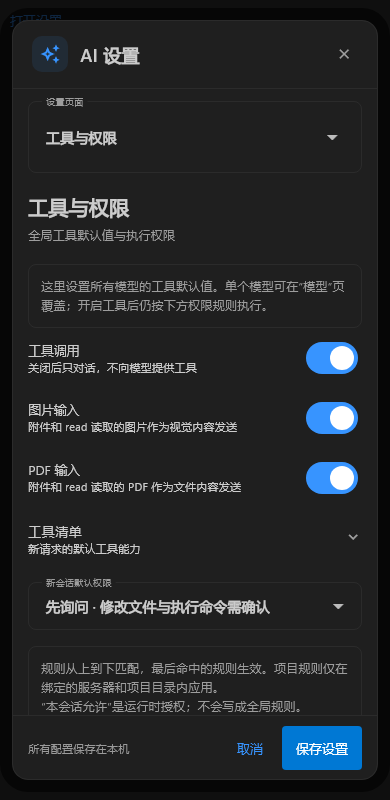 打开设置
AI 设置
设置页面
工具与权限
工具与权限
全局工具默认值与执行权限
这里设置所有模型的工具默认值。单个模型可在“模型”页
覆盖；开启工具后仍按下方权限规则执行。
工具调用
关闭后只对话，不向模型提供工具
图片输入
附件和 read 读取的图片作为视觉内容发送
PDF 输入
附件和 read 读取的 PDF 作为文件内容发送
工具清单
新请求的默认工具能力
新会话默认权限
先询问 · 修改文件与执行命令需确认
规则从上到下匹配，最后命中的规则生效。项目规则仅在
绑定的服务器和项目目录内应用。
“本会话允许”是运行时授权；不会写成全局规则。
所有配置保存在本机
取消
保存设置